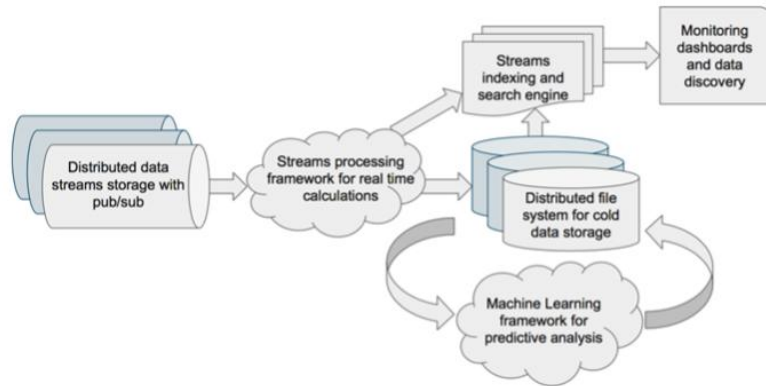 Monitoring
dashboards
and data
discovery
Streams
indexing and
search engine
Distributed data
streams storage with
pub/sub
Streams processing
framework for real time
calculations
Distributed file
system for cold
data storage
Machine Learning
framework for
predictive analysis